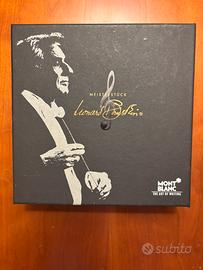 MEISTERSTÜCK
Leonard Bernstein
MONT
BLANC
THE ART OF WRITING
subito